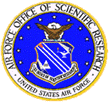 AIR FORCE OFFICE OF SCIENTIFIC RESEARCH
UNITED STATES AIR FORCE